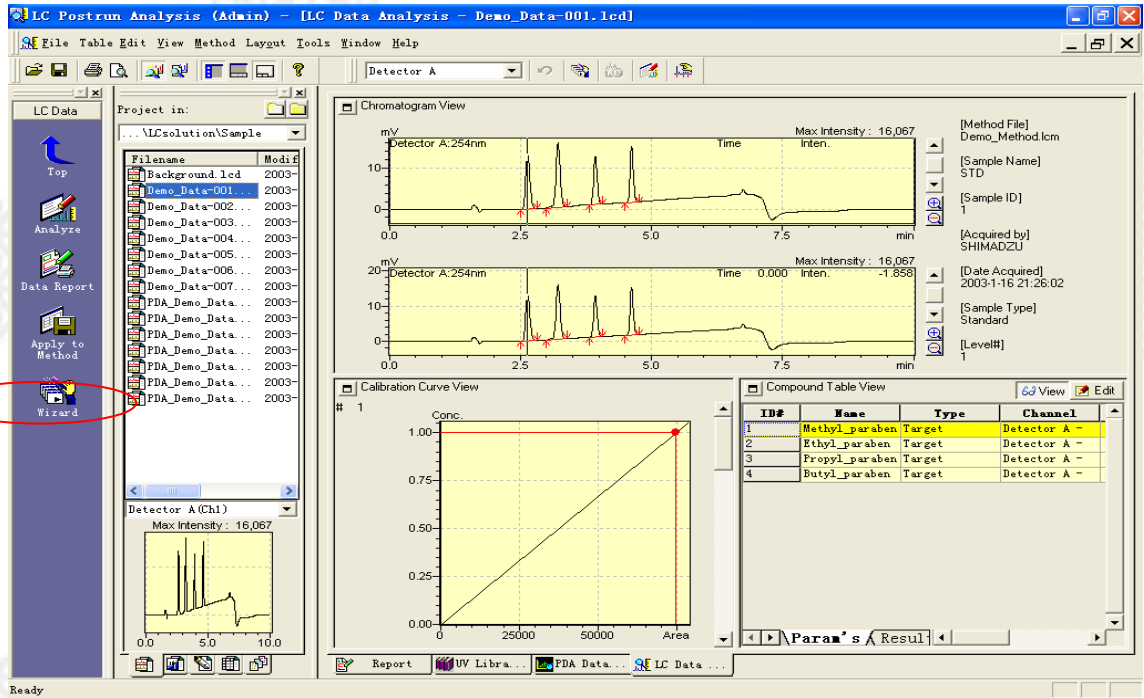 LC Postrun Analysis (Admin) - [LC Data Analysis - Demo_Data-001.lcd]
File Table Edit View Method Layout Tools Window Help
Detector A
LC Data
Top
Analyze
Data Report
Apply to
Method
Wizard
Project in:
...\LCsolution\Sample
Filename Modif
Background.lcd 2003-
Demo_Data-001... 2003-
Demo_Data-002... 2003-
Demo_Data-003... 2003-
Demo_Data-004... 2003-
Demo_Data-005... 2003-
Demo_Data-006... 2003-
Demo_Data-007... 2003-
PDA_Demo_Data... 2003-
PDA_Demo_Data... 2003-
PDA_Demo_Data... 2003-
PDA_Demo_Data... 2003-
PDA_Demo_Data... 2003-
PDA_Demo_Data... 2003-
PDA_Demo_Data... 2003-
Detector A(Ch1)
Max Intensity : 16,067
0.0 5.0 10.0
Chromatogram View
mV Max Intensity : 16,067
Detector A:254nm Time Inten.
10
0
0.0 2.5 5.0 7.5 min
mV Max Intensity : 16,067
20 Detector A:254nm Time 0.000 Inten. -1.858
10
0
0.0 2.5 5.0 7.5 min
[Method File]
Demo_Method.lcm
[Sample Name]
STD
[Sample ID]
1
[Acquired by]
SHIMADZU
[Date Acquired]
2003-1-16 21:26:02
[Sample Type]
Standard
[Level#]
1
Calibration Curve View
# 1
Conc.
1.00
0.75
0.50
0.25
0.00
0 25000 50000 Area
Compound Table View View Edit
ID# Name Type Channel
1 Methyl_paraben Target Detector A -
2 Ethyl_paraben Target Detector A -
3 Propyl_paraben Target Detector A -
4 Butyl_paraben Target Detector A -
Param's Resul
Report UV Libra... PDA Data... LC Data ...
Ready